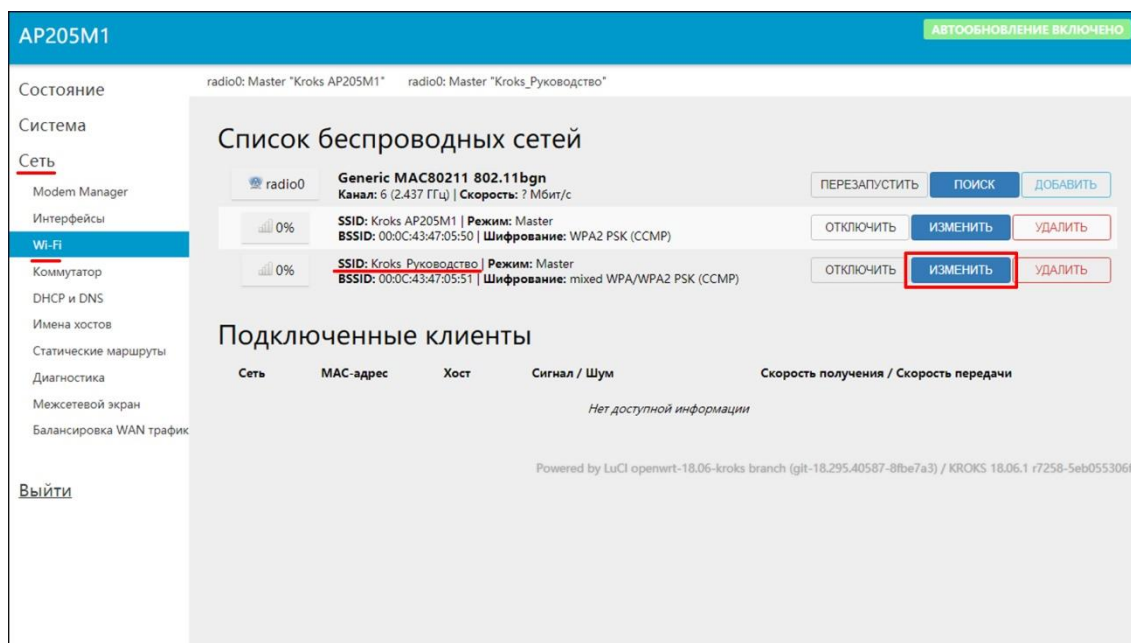 AP205M1
АВТООБНОВЛЕНИЕ ВКЛЮЧЕНО
Состояние
Система
Сеть
Modem Manager
Интерфейсы
Wi-Fi
Коммутатор
DHCP и DNS
Имена хостов
Статические маршруты
Диагностика
Межсетевой экран
Балансировка WAN трафик
Выйти
radio0: Master "Kroks AP205M1" radio0: Master "Kroks_Руководство"
Список беспроводных сетей
radio0
Generic MAC80211 802.11bgn
Канал: 6 (2.437 ГГц) | Скорость: ? Мбит/с
ПЕРЕЗАПУСТИТЬ ПОИСК ДОБАВИТЬ
0%
SSID: Kroks AP205M1 | Режим: Master
BSSID: 00:0C:43:47:05:50 | Шифрование: WPA2 PSK (CCMP)
ОТКЛЮЧИТЬ ИЗМЕНИТЬ УДАЛИТЬ
0%
SSID: Kroks_Руководство | Режим: Master
BSSID: 00:0C:43:47:05:51 | Шифрование: mixed WPA/WPA2 PSK (CCMP)
ОТКЛЮЧИТЬ ИЗМЕНИТЬ УДАЛИТЬ
Подключенные клиенты
Сеть MAC-адрес Хост Сигнал / Шум Скорость получения / Скорость передачи
Нет доступной информации
Powered by LuCI openwrt-18.06-kroks branch (git-18.295.40587-8fbe7a3) / KROKS 18.06.1 r7258-5eb055306f